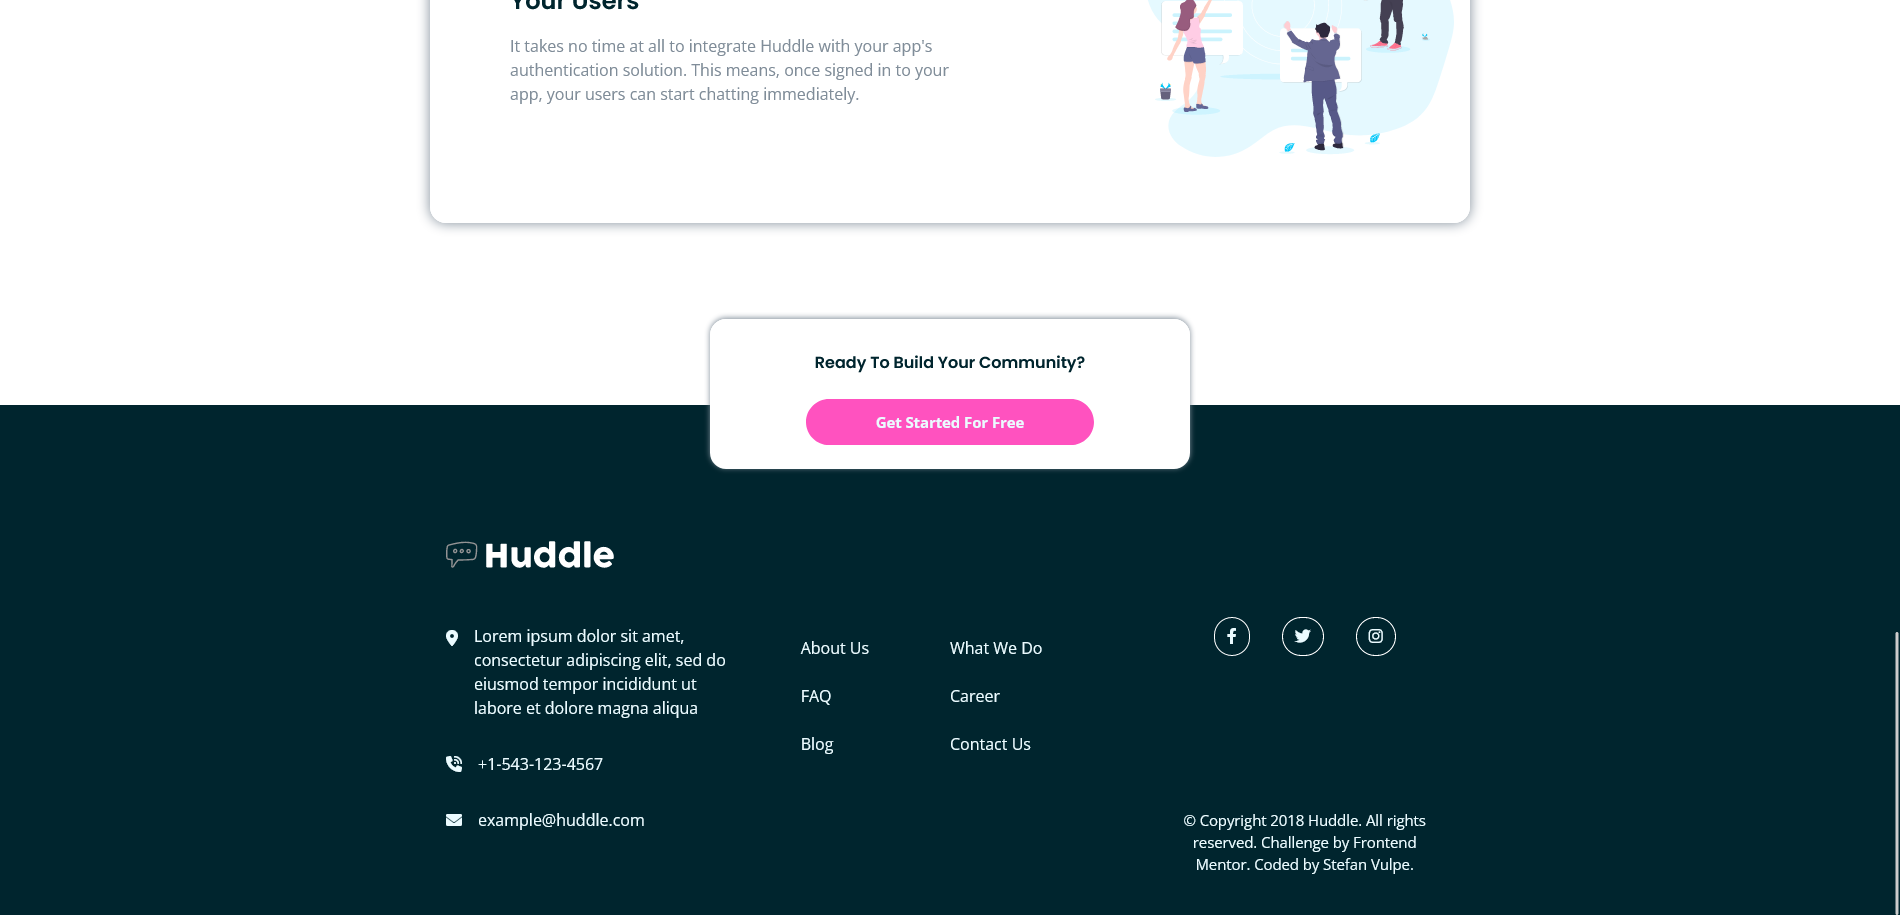 Your Users
It takes no time at all to integrate Huddle with your app's
authentication solution. This means, once signed in to your
app, your users can start chatting immediately.
Ready To Build Your Community?
Get Started For Free
Huddle
Lorem ipsum dolor sit amet,
consectetur adipiscing elit, sed do
eiusmod tempor incididunt ut
labore et dolore magna aliqua
+1-543-123-4567
example@huddle.com
About Us
FAQ
Blog
What We Do
Career
Contact Us
© Copyright 2018 Huddle. All rights
reserved. Challenge by Frontend
Mentor. Coded by Stefan Vulpe.